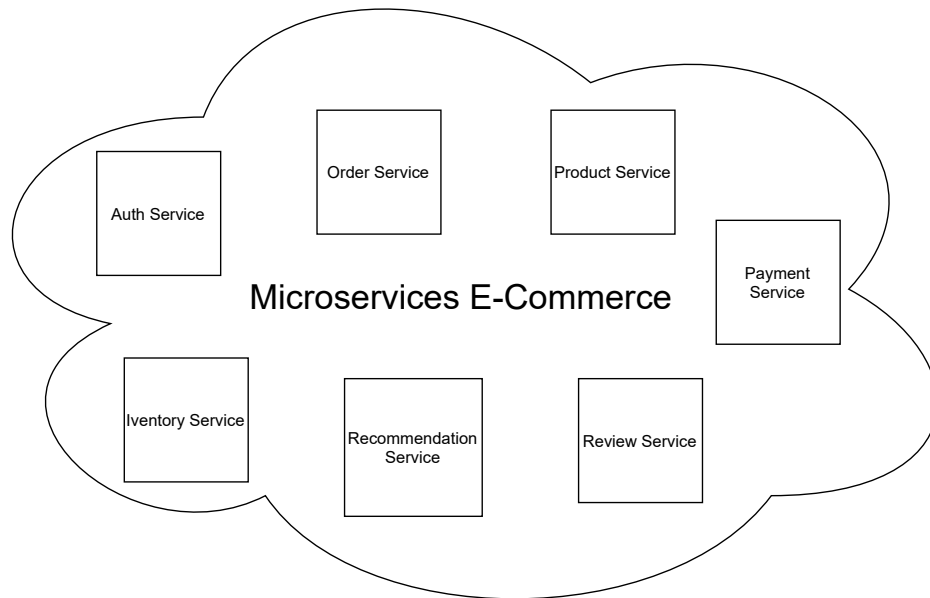 Order Service
Product Service
Auth Service
Payment
Service
Microservices E-Commerce
Iventory Service
Recommendation
Service
Review Service